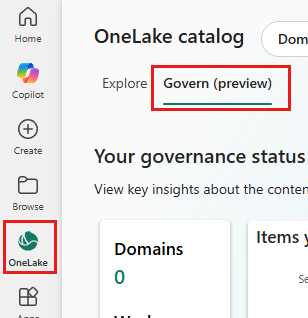 Home
Copilot
Create
Browse
OneLake
Apps
OneLake catalog
Dom
Explore
Govern (preview)
Your governance status
View key insights about the conten
Domains
0
Items y
Se